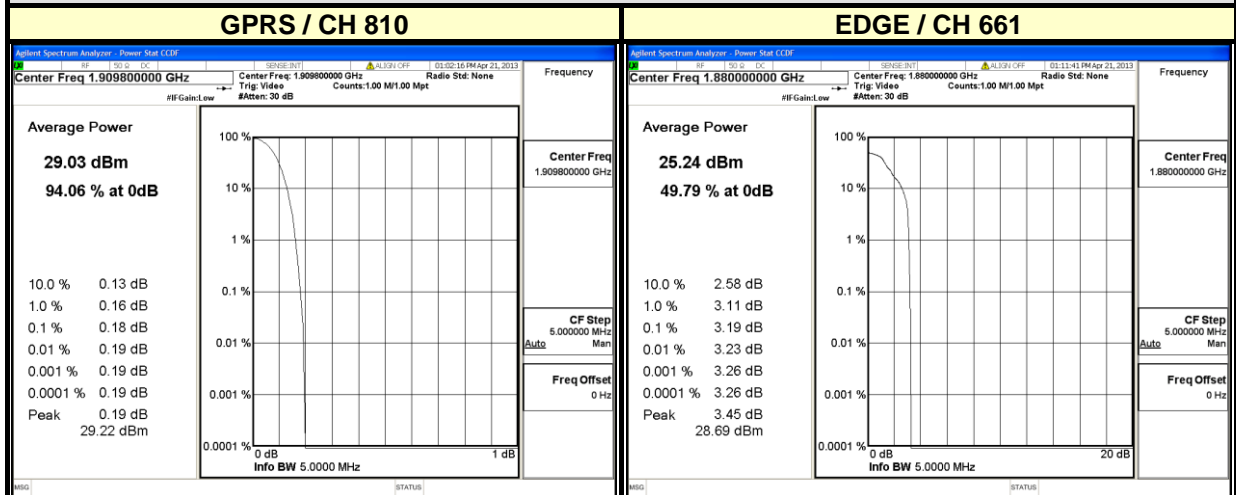 GPRS / CH 810
Agilent Spectrum Analyzer - Power Stat CCDF
RF 50 Ω DC SENSE:INT ALIGN OFF 01:02:16 PM Apr 21, 2013
Center Freq 1.909800000 GHz
Center Freq: 1.909800000 GHz Radio Std: None
Trig: Video Counts:1.00 M/1.00 Mpt
#IFGain:Low #Atten: 30 dB
Frequency
Average Power
29.03 dBm
94.06 % at 0dB
10.0 % 0.13 dB
1.0 % 0.16 dB
0.1 % 0.18 dB
0.01 % 0.19 dB
0.001 % 0.19 dB
0.0001 % 0.19 dB
Peak 0.19 dB
29.22 dBm
100 %
10 %
1 %
0.1 %
0.01 %
0.001 %
0.0001 %
0 dB 1 dB
Info BW 5.0000 MHz
Center Freq
1.909800000 GHz
CF Step
5.000000 MHz
Auto Man
Freq Offset
0 Hz
MSG STATUS
EDGE / CH 661
Agilent Spectrum Analyzer - Power Stat CCDF
RF 50 Ω DC SENSE:INT ALIGN OFF 01:11:41 PM Apr 21, 2013
Center Freq 1.880000000 GHz
Center Freq: 1.880000000 GHz Radio Std: None
Trig: Video Counts:1.00 M/1.00 Mpt
#IFGain:Low #Atten: 30 dB
Frequency
Average Power
25.24 dBm
49.79 % at 0dB
10.0 % 2.58 dB
1.0 % 3.11 dB
0.1 % 3.19 dB
0.01 % 3.23 dB
0.001 % 3.26 dB
0.0001 % 3.26 dB
Peak 3.45 dB
28.69 dBm
100 %
10 %
1 %
0.1 %
0.01 %
0.001 %
0.0001 %
0 dB 20 dB
Info BW 5.0000 MHz
Center Freq
1.880000000 GHz
CF Step
5.000000 MHz
Auto Man
Freq Offset
0 Hz
MSG STATUS